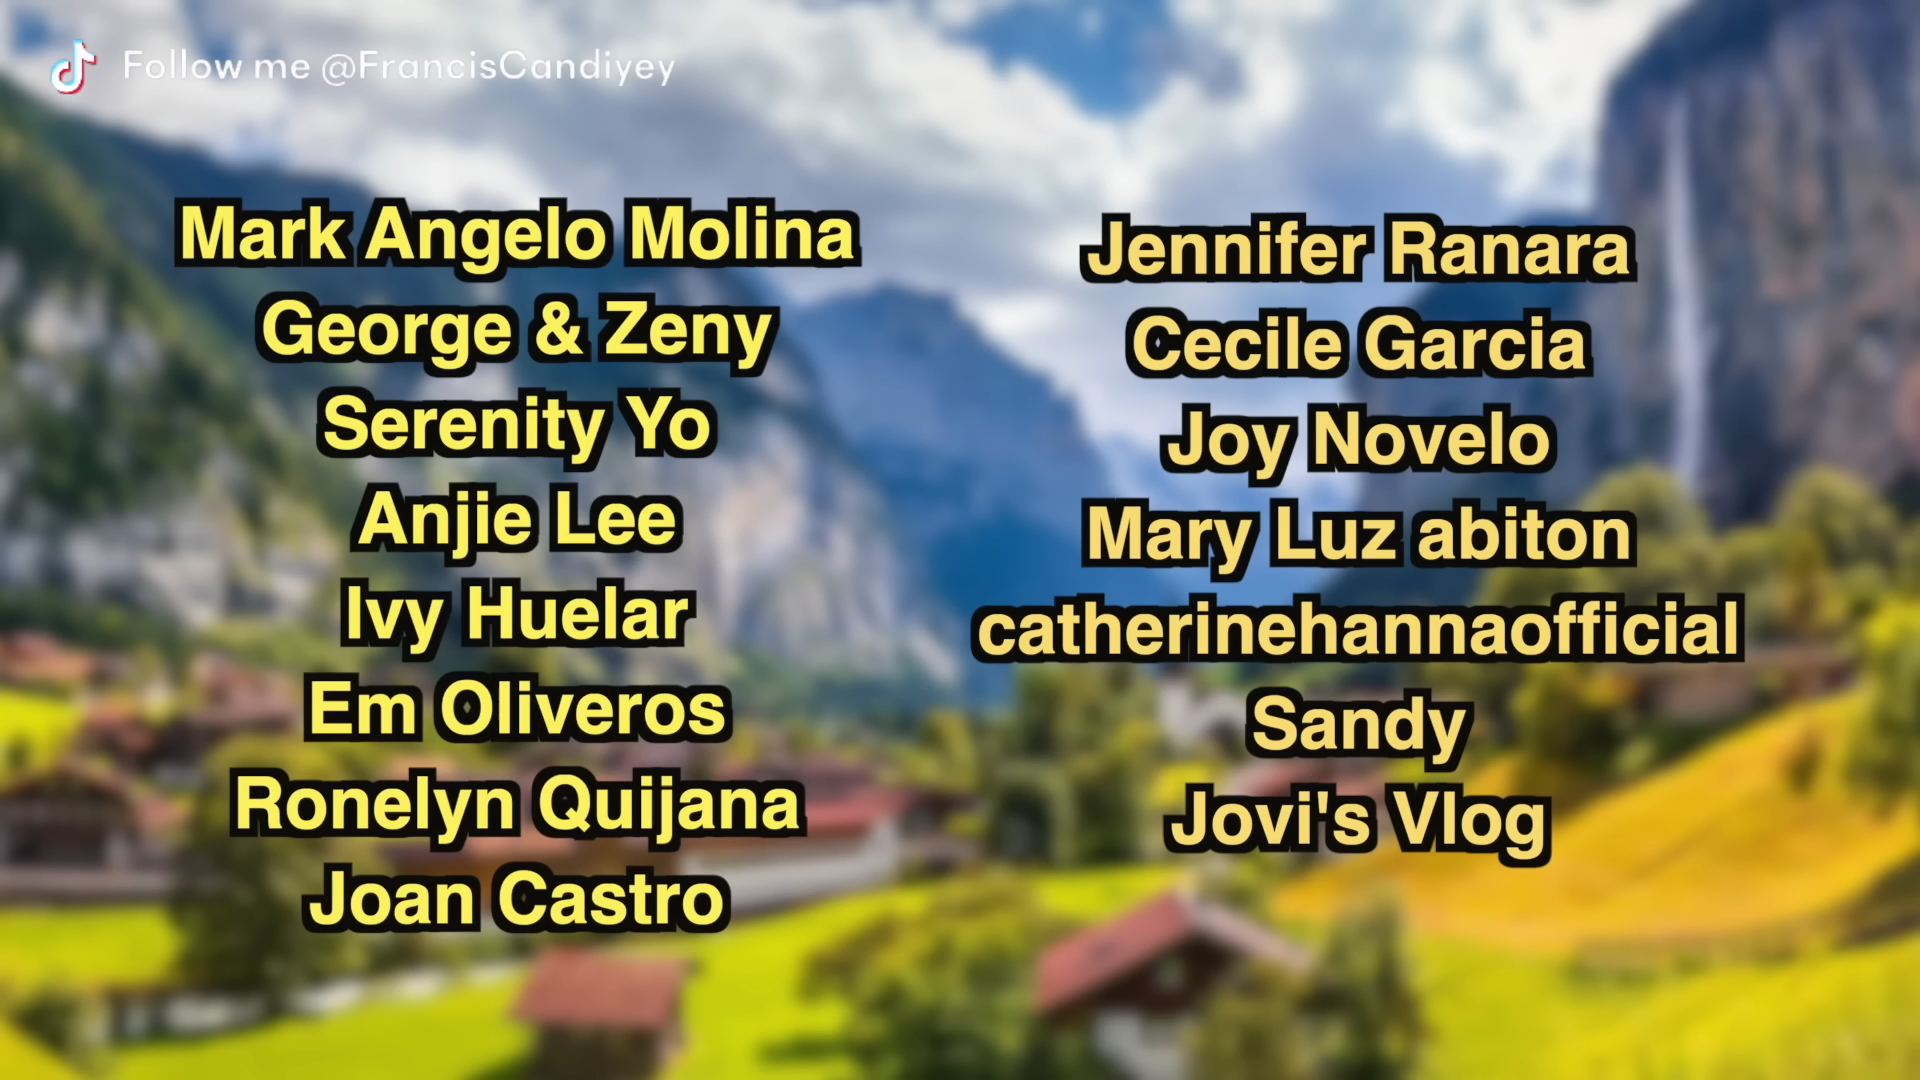 Follow me @FrancisCandiyey
Mark Angelo Molina
George & Zeny
Serenity Yo
Anjie Lee
Ivy Huelar
Em Oliveros
Ronelyn Quijana
Joan Castro
Jennifer Ranara
Cecile Garcia
Joy Novelo
Mary Luz abiton
catherinehannaofficial
Sandy
Jovi's Vlog